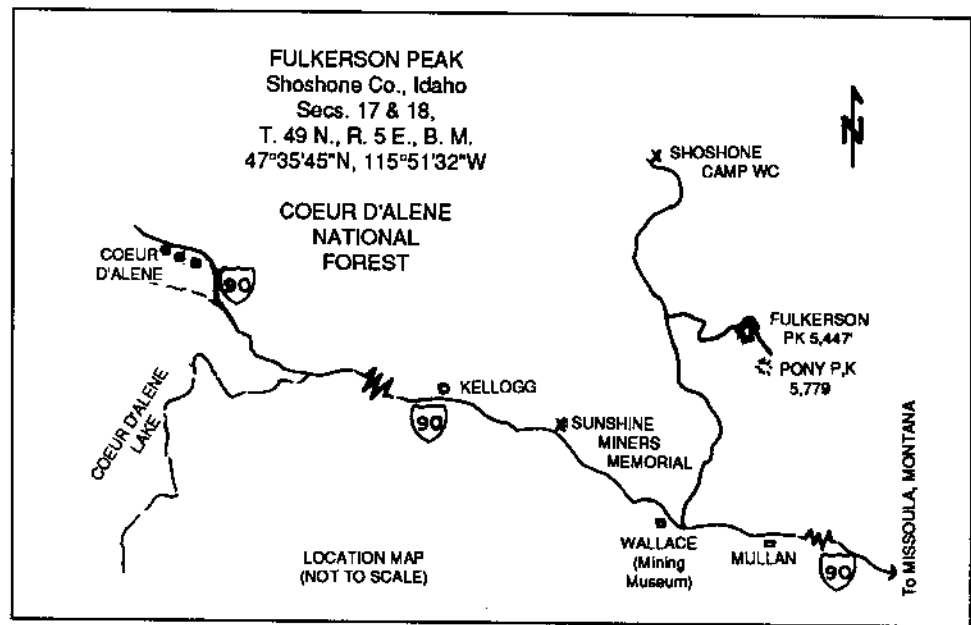 FULKERSON PEAK
Shoshone Co., Idaho
Secs. 17 & 18,
T. 49 N., R. 5 E., B. M.
47°35'45"N, 115°51'32"W
COEUR D'ALENE
NATIONAL
FOREST
N
SHOSHONE
CAMP WC
COEUR
D'ALENE
90
FULKERSON
PK 5,447'
PONY P,K
5,779
COEUR D'ALENE
LAKE
KELLOGG
90
SUNSHINE
MINERS
MEMORIAL
WALLACE
(Mining
Museum)
MULLAN
90
To MISSOULA, MONTANA
LOCATION MAP
(NOT TO SCALE)